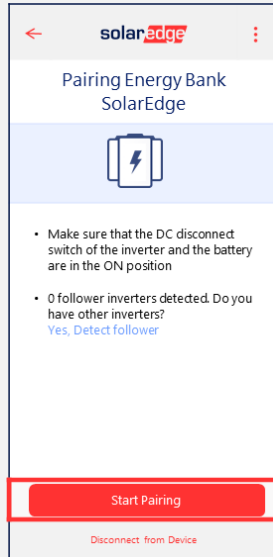 solaredge
Pairing Energy Bank
SolarEdge
• Make sure that the DC disconnect
switch of the inverter and the battery
are in the ON position
• 0 follower inverters detected. Do you
have other inverters?
Yes, Detect follower
Start Pairing
Disconnect from Device